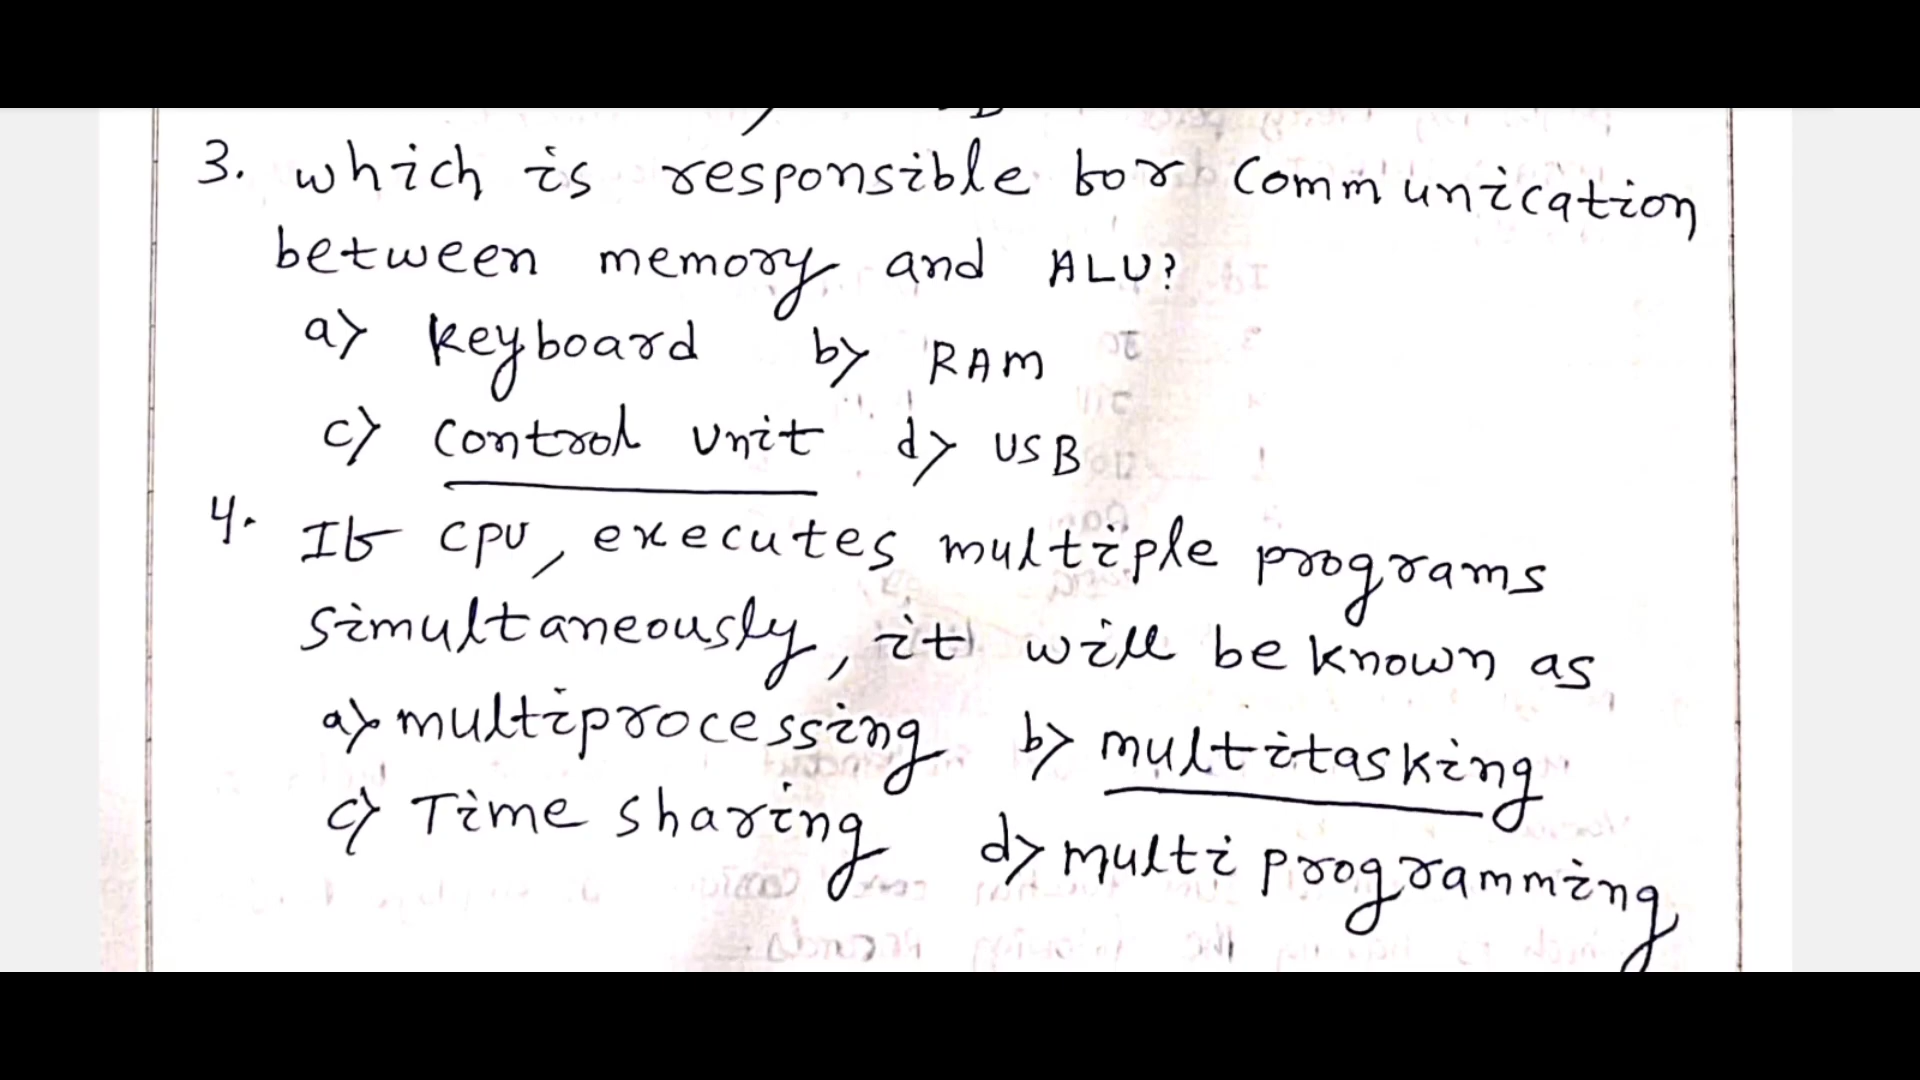 3. which is responsible for communication
between memory and ALU?
a) keyboard b) RAM
c) control unit d) USB
4. If CPU, executes multiple programs
simultaneously, it will be known as
a) multiprocessing b) multitasking
c) Time sharing d) multi programming